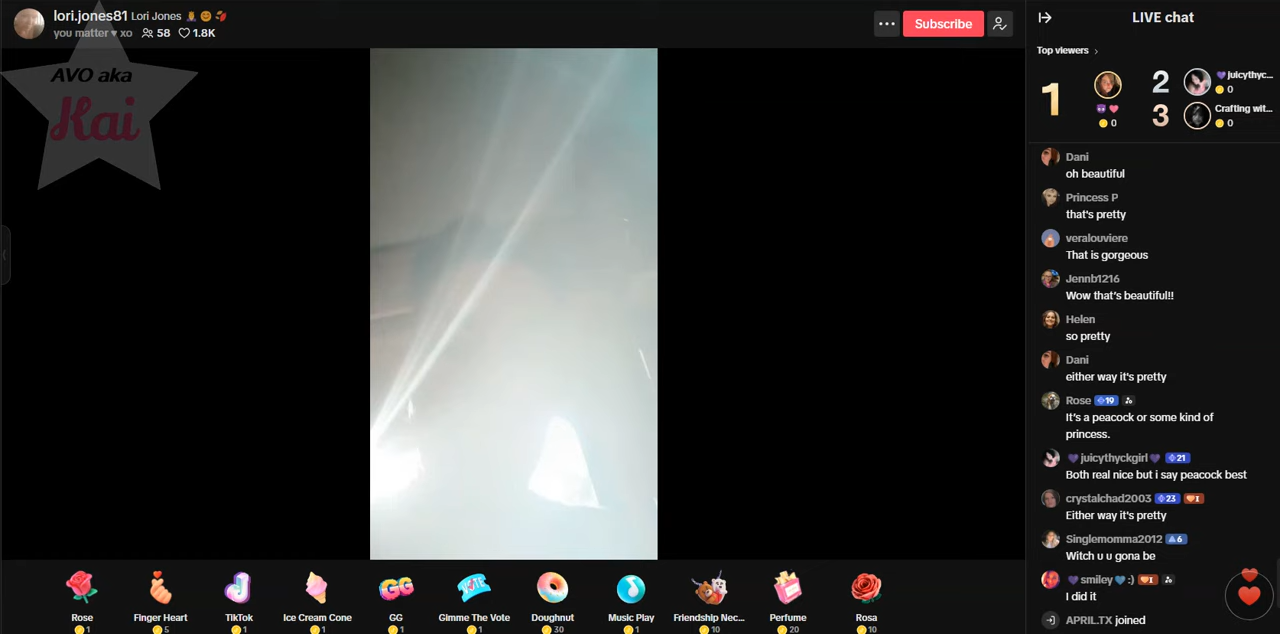 lori.jones81 Lori Jones
you matter ♥ xo 58 1.8K
Subscribe
AVO aka
Kai
LIVE chat
Top viewers
1
0
2
juicythyc...
0
3
Crafting wit...
0
Dani
oh beautiful
Princess P
that's pretty
veralouviere
That is gorgeous
Jennb1216
Wow that's beautiful!!
Helen
so pretty
Dani
either way it's pretty
Rose 19
It's a peacock or some kind of
princess.
juicythyckgirl 21
Both real nice but i say peacock best
crystalchad2003 23 I
Either way it's pretty
Singlemomma2012 6
Witch u u gona be
smiley :) I
I did it
APRIL.TX joined
Rose
1
Finger Heart
5
TikTok
1
Ice Cream Cone
1
GG
GG
1
VOTE
Gimme The Vote
1
Doughnut
30
Music Play
1
Friendship Nec...
10
Perfume
20
Rosa
10